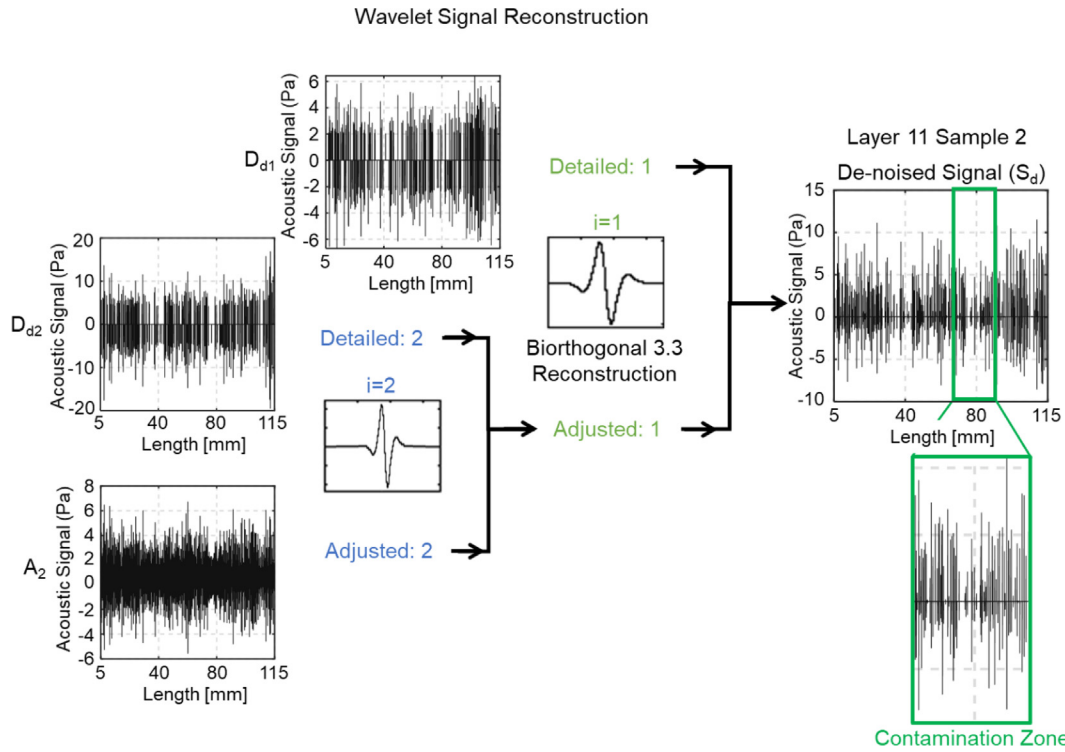 Wavelet Signal Reconstruction
D_d1
Acoustic Signal (Pa)
6
4
2
0
-2
-4
-6
5 40 80 115
Length [mm]
D_d2
Acoustic Signal (Pa)
20
10
0
-10
-20
5 40 80 115
Length [mm]
A_2
Acoustic Signal (Pa)
8
6
4
2
0
-2
-4
-6
5 40 80 115
Length [mm]
Detailed: 2
i=2
Adjusted: 2
Detailed: 1
i=1
Biorthogonal 3.3
Reconstruction
Adjusted: 1
Layer 11 Sample 2
De-noised Signal (S_d)
Acoustic Signal (Pa)
15
10
5
0
-5
-10
5 40 80 115
Length [mm]
Contamination Zone